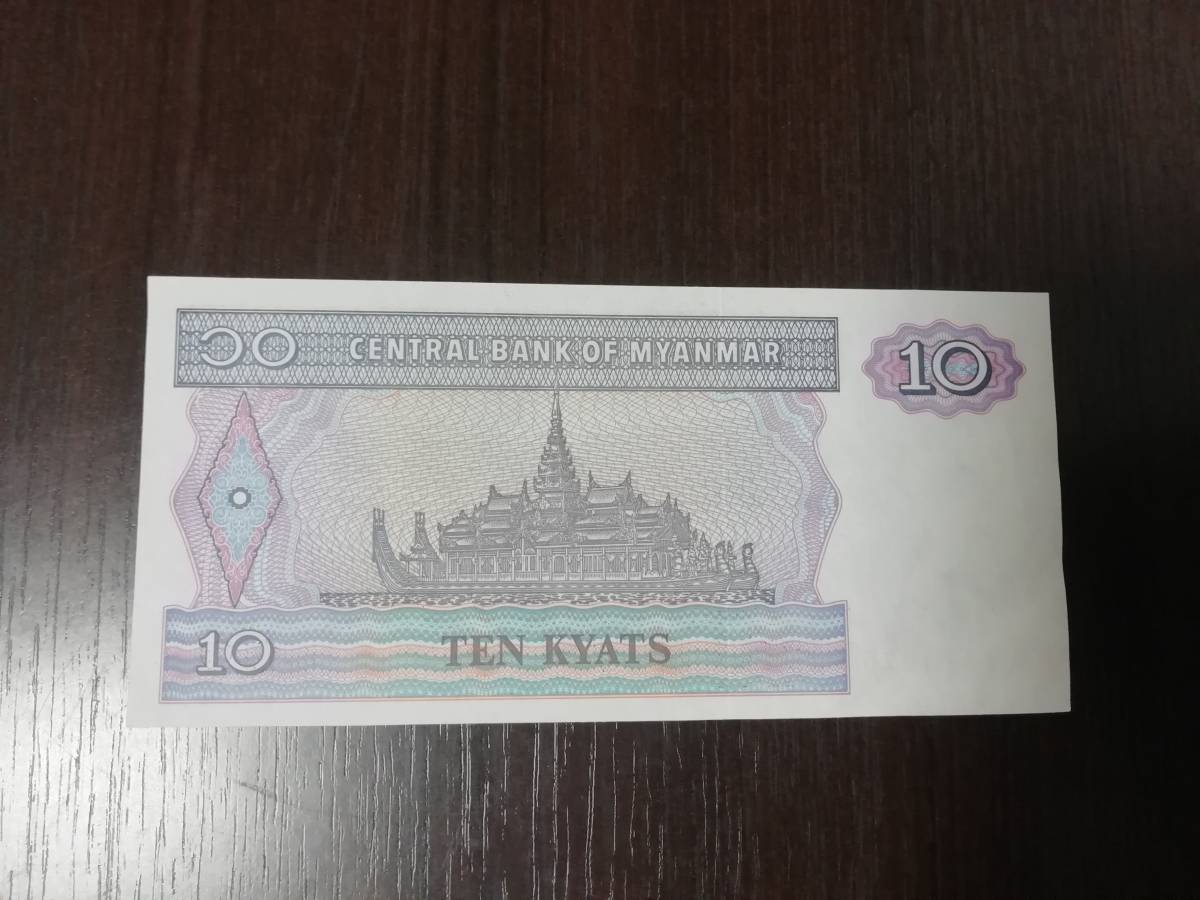 ၁၀ CENTRAL BANK OF MYANMAR
10
10 TEN KYATS